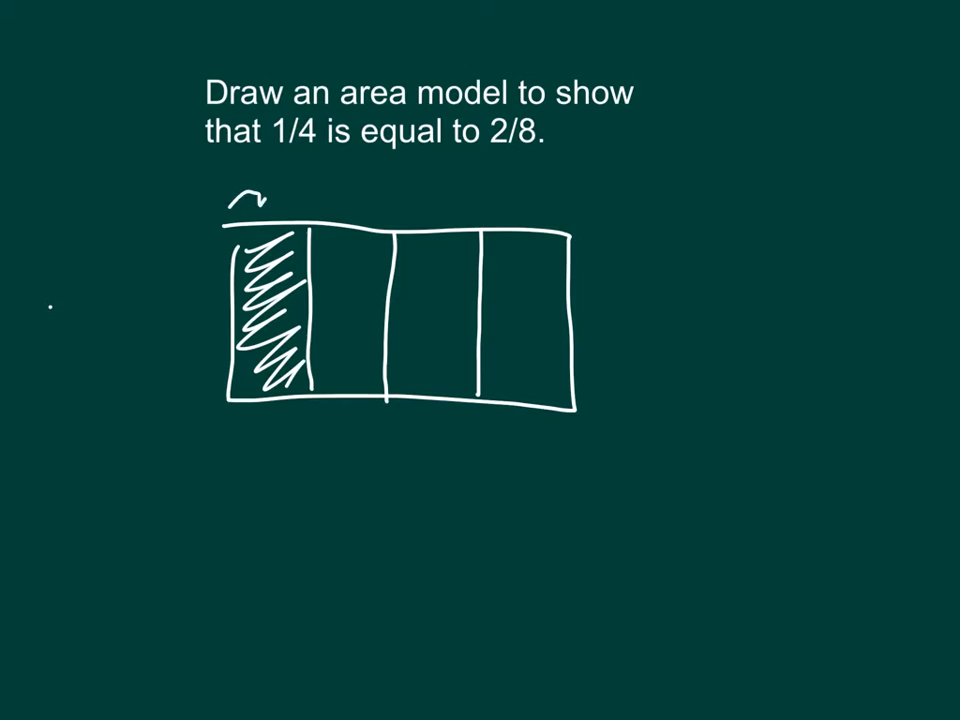 Draw an area model to show
that 1/4 is equal to 2/8.